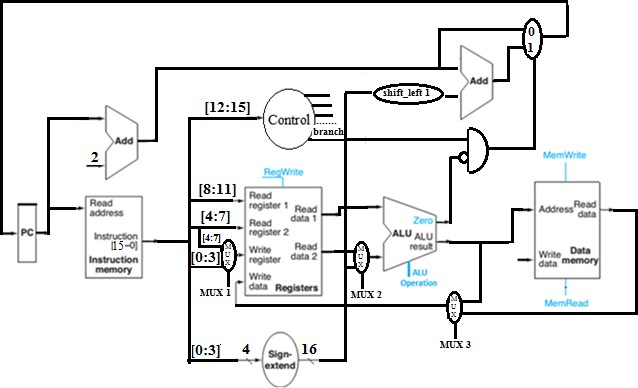 0
1
Add
shift_left 1
[12:15]
Control
.......
branch
Add
2
MemWrite
RegWrite
[8:11]
Read
address
Read
register 1
Read
data 1
Zero
Address
Read
data
PC
[4:7]
Read
register 2
ALU
ALU
result
Instruction
[15-0]
[4:7]
MUX
Write
register
Read
data 2
MUX
Write
data
Data
memory
Instruction
memory
[0:3]
Write
data
Registers
ALU
Operation
MUX 1
MUX 2
MUX
MemRead
MUX 3
[0:3]
4
Sign-
extend
16